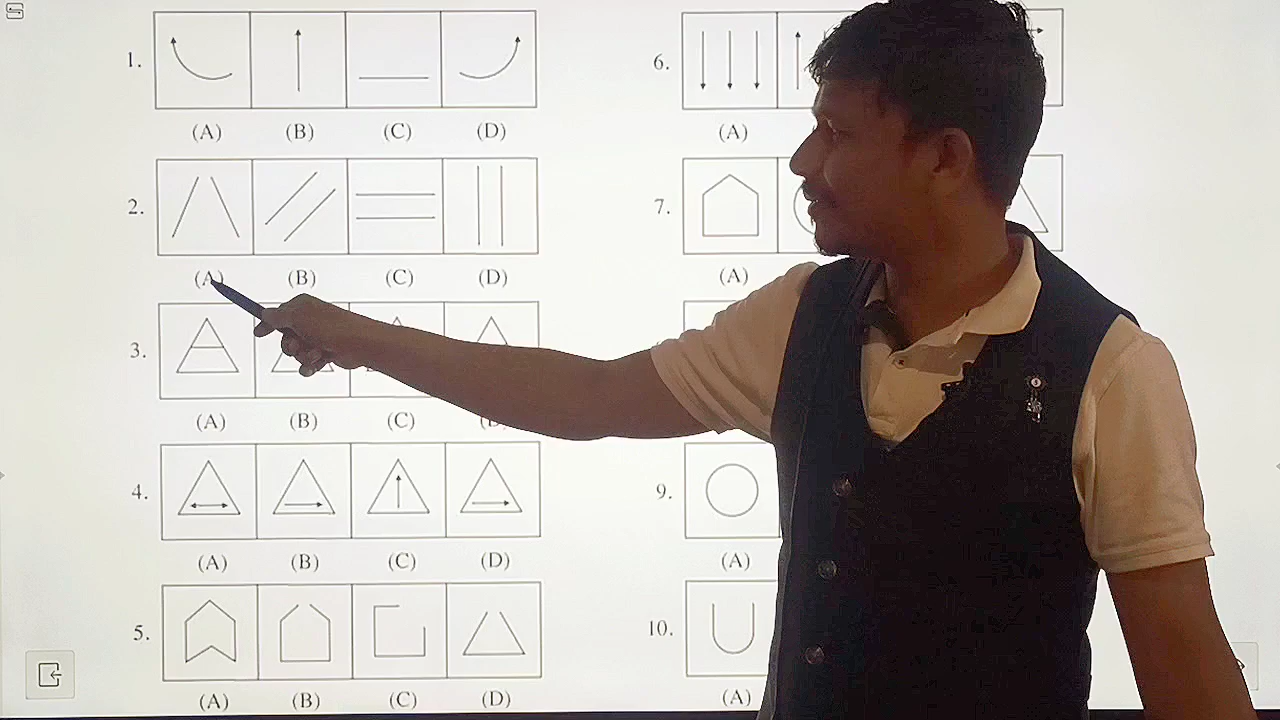 1.
(A) (B) (C) (D)
2.
(A) (B) (C) (D)
3.
(A) (B) (C)
4.
(A) (B) (C) (D)
5.
(A) (B) (C) (D)
6.
(A)
7.
(A)
9.
(A)
10.
(A)